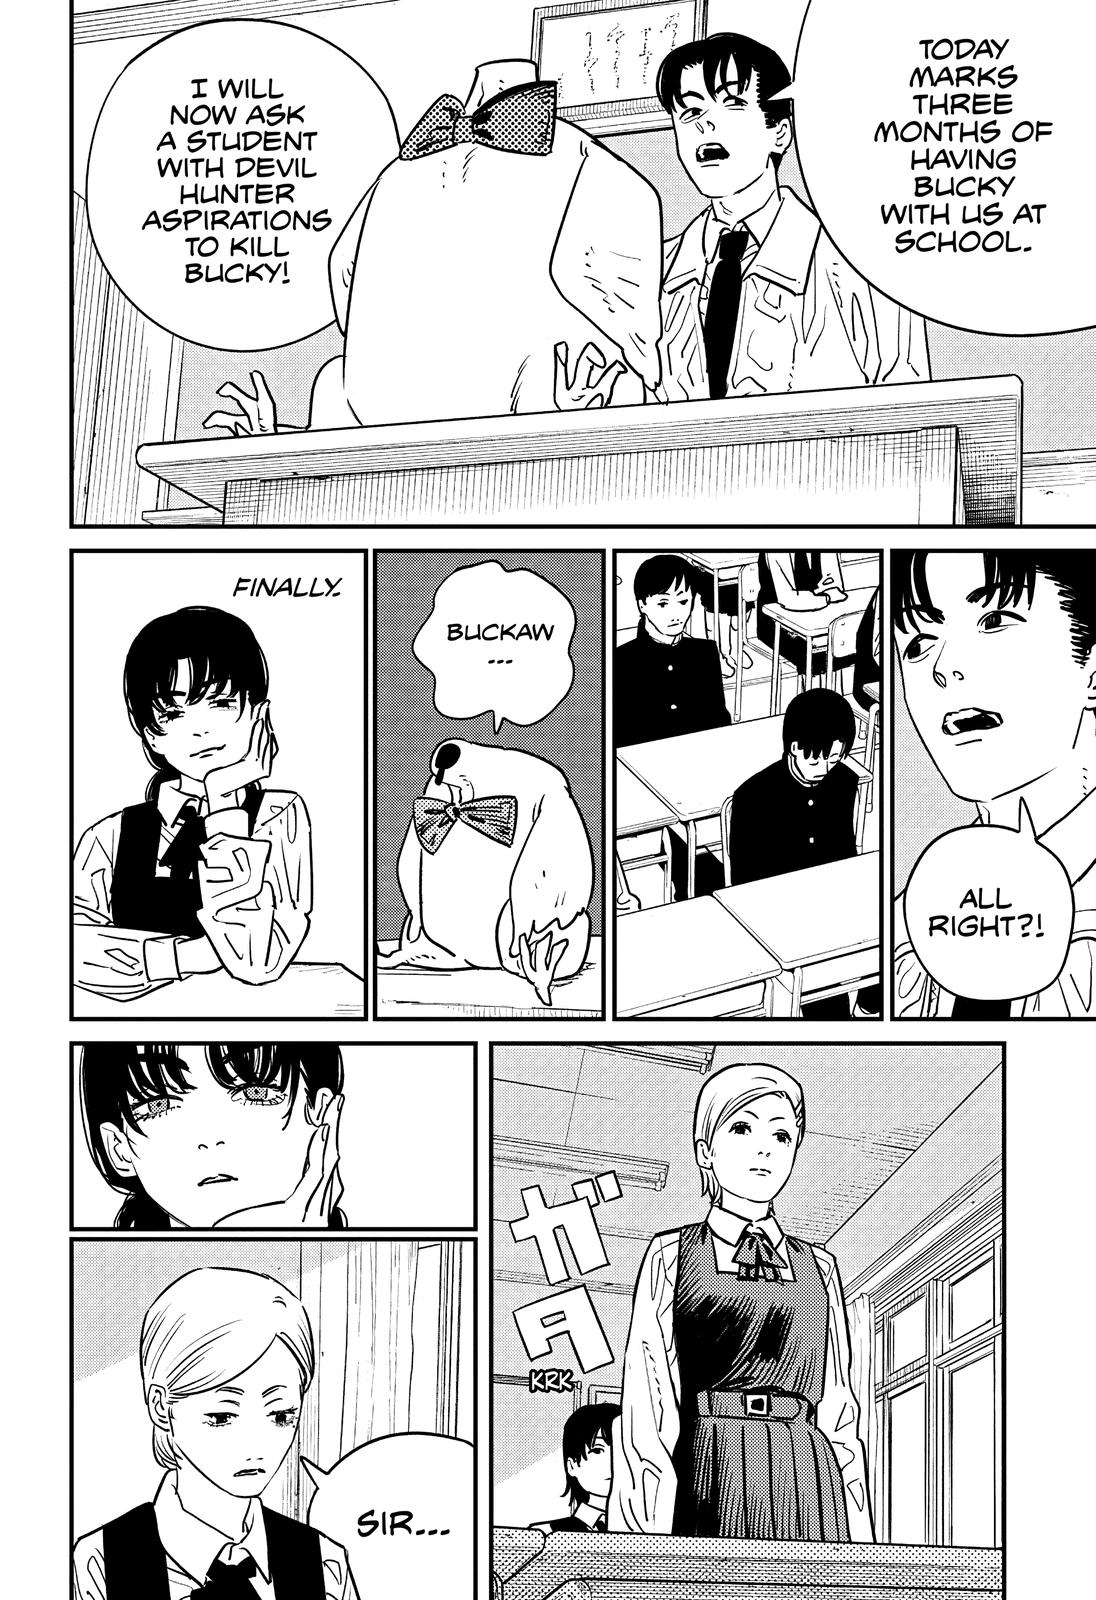 TODAY
MARKS
THREE
MONTHS OF
HAVING
BUCKY
WITH US AT
SCHOOL.
I WILL
NOW ASK
A STUDENT
WITH DEVIL
HUNTER
ASPIRATIONS
TO KILL
BUCKY!
ALL
RIGHT?!
BUCKAW
...
FINALLY.
ガタ
KRK
SIR...